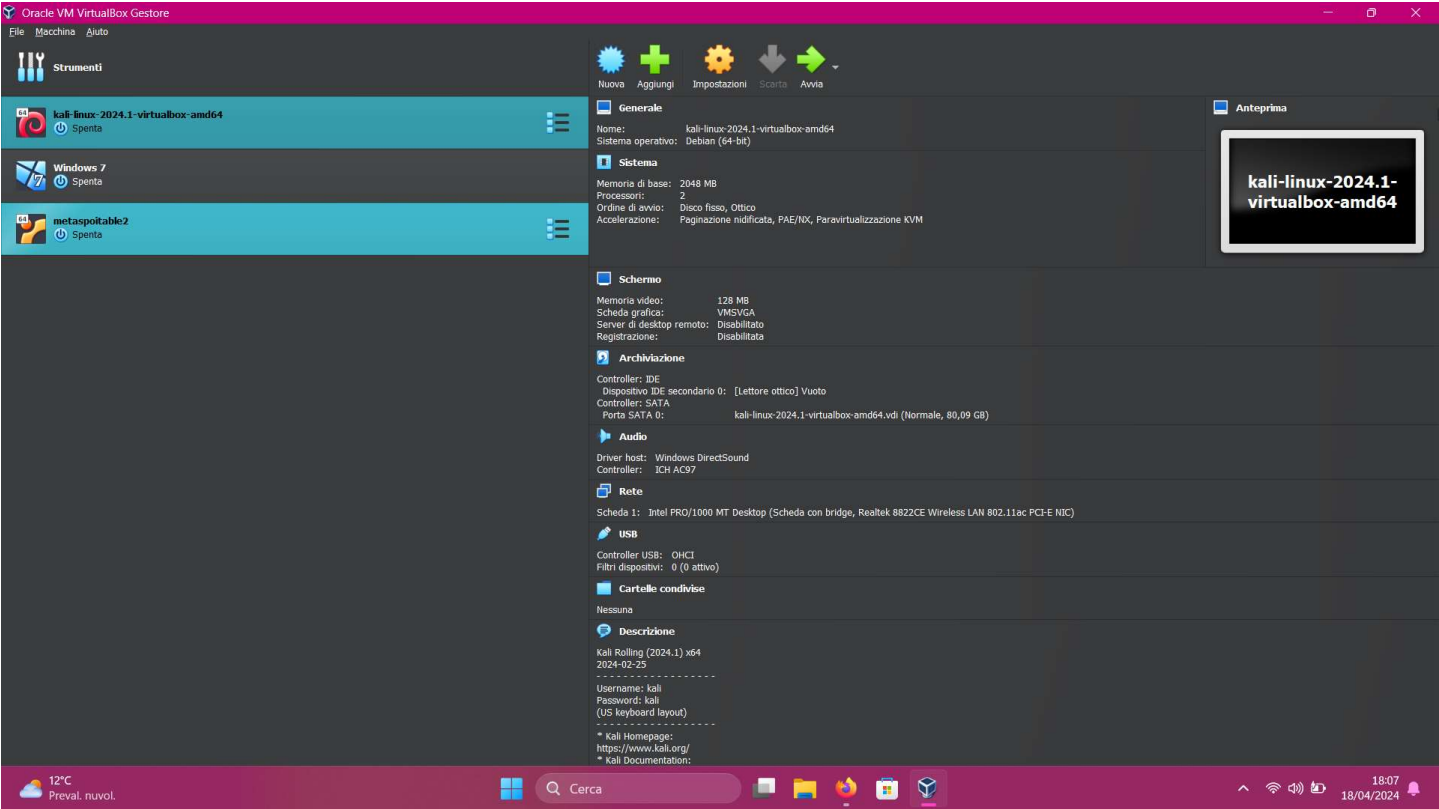 Oracle VM VirtualBox Gestore
File Macchina Aiuto
Strumenti
Nuova Aggiungi Impostazioni Scarta Avvia
64
kali-linux-2024.1-virtualbox-amd64
Spenta
Windows 7
Spenta
64
metaspoitable2
Spenta
Generale
Nome: kali-linux-2024.1-virtualbox-amd64
Sistema operativo: Debian (64-bit)
Sistema
Memoria di base: 2048 MB
Processori: 2
Ordine di avvio: Disco fisso, Ottico
Accelerazione: Paginazione nidificata, PAE/NX, Paravirtualizzazione KVM
Anteprima
kali-linux-2024.1-
virtualbox-amd64
Schermo
Memoria video: 128 MB
Scheda grafica: VMSVGA
Server di desktop remoto: Disabilitato
Registrazione: Disabilitata
Archiviazione
Controller: IDE
Dispositivo IDE secondario 0: [Lettore ottico] Vuoto
Controller: SATA
Porta SATA 0: kali-linux-2024.1-virtualbox-amd64.vdi (Normale, 80,09 GB)
Audio
Driver host: Windows DirectSound
Controller: ICH AC97
Rete
Scheda 1: Intel PRO/1000 MT Desktop (Scheda con bridge, Realtek 8822CE Wireless LAN 802.11ac PCI-E NIC)
USB
Controller USB: OHCI
Filtri dispositivi: 0 (0 attivo)
Cartelle condivise
Nessuna
Descrizione
Kali Rolling (2024.1) x64
2024-02-25
- - - - - - - - - - - - - - - - - -
Username: kali
Password: kali
(US keyboard layout)
- - - - - - - - - - - - - - - - - -
* Kali Homepage:
https://www.kali.org/
* Kali Documentation:
12°C
Preval. nuvol.
Cerca
18:07
18/04/2024